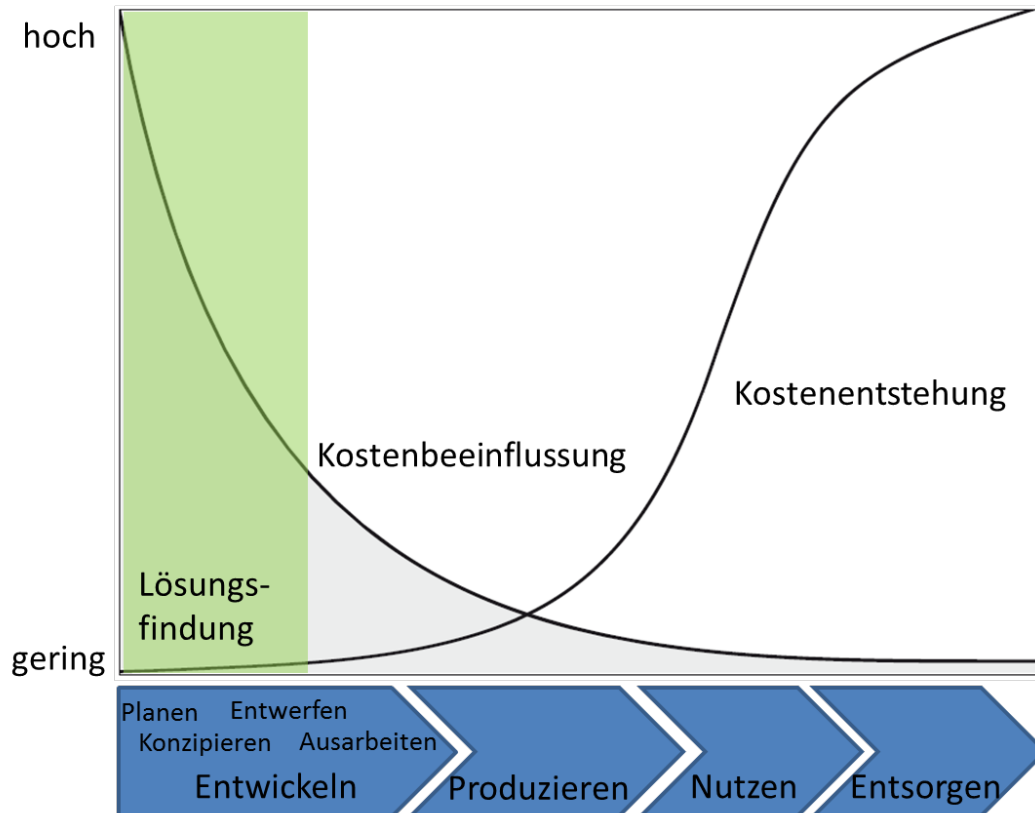 hoch
Kostenentstehung
Kostenbeeinflussung
Lösungs-
findung
gering
Planen Entwerfen
Konzipieren Ausarbeiten
Entwickeln Produzieren Nutzen Entsorgen